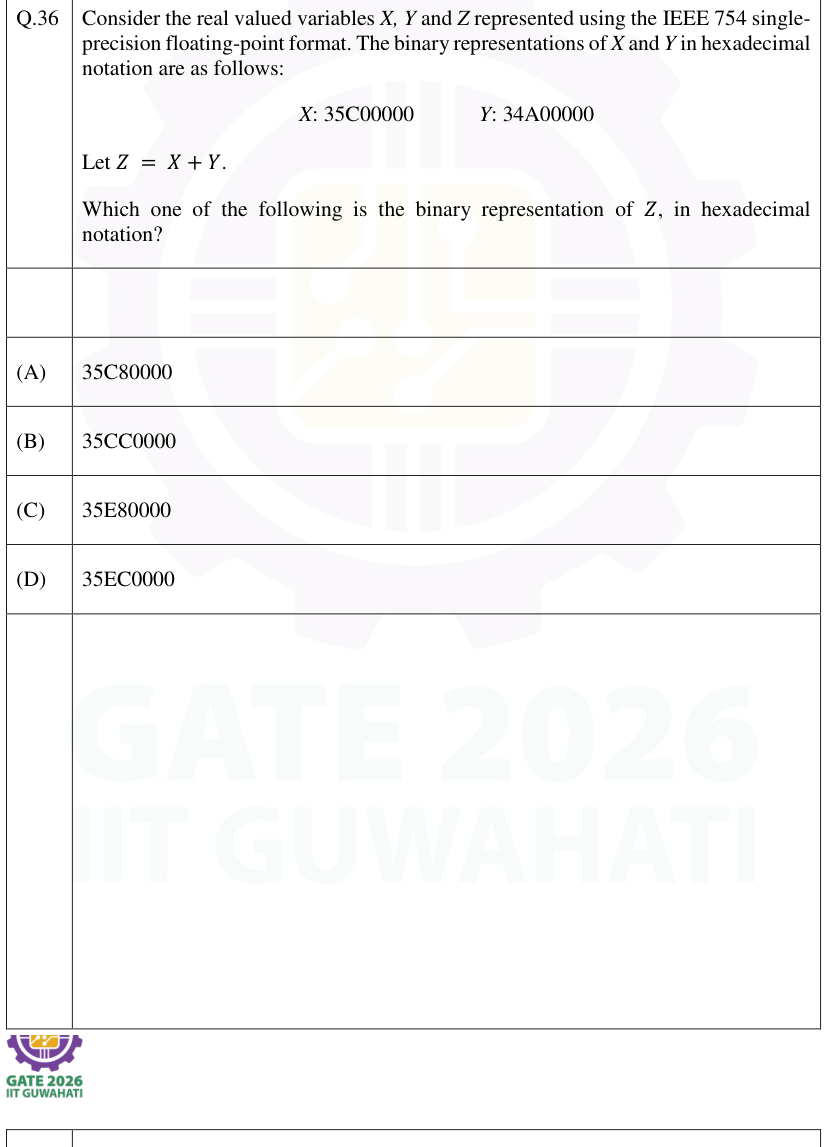 Q.36 Consider the real valued variables X, Y and Z represented using the IEEE 754 single-
precision floating-point format. The binary representations of X and Y in hexadecimal
notation are as follows:
X: 35C00000 Y: 34A00000
Let Z = X + Y.
Which one of the following is the binary representation of Z, in hexadecimal
notation?
(A) 35C80000
(B) 35CC0000
(C) 35E80000
(D) 35EC0000
GATE 2026
IIT GUWAHATI
GATE 2026
IIT GUWAHATI